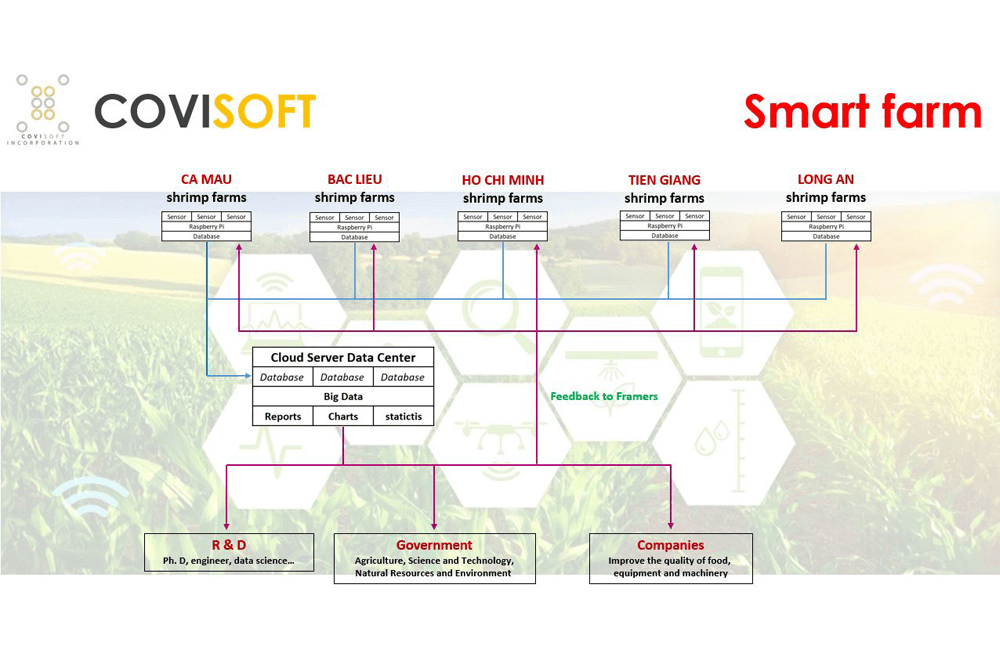 COVISOFT
INCORPORATION
COVISOFT
Smart farm
CA MAU
shrimp farms
Sensor Sensor Sensor
Raspberry Pi
Database
BAC LIEU
shrimp farms
Sensor Sensor Sensor
Raspberry Pi
Database
HO CHI MINH
shrimp farms
Sensor Sensor Sensor
Raspberry Pi
Database
TIEN GIANG
shrimp farms
Sensor Sensor Sensor
Raspberry Pi
Database
LONG AN
shrimp farms
Sensor Sensor Sensor
Raspberry Pi
Database
Cloud Server Data Center
Database Database Database
Big Data
Reports Charts statictis
Feedback to Framers
R & D
Ph. D, engineer, data science...
Government
Agriculture, Science and Technology,
Natural Resources and Environment
Companies
Improve the quality of food,
equipment and machinery